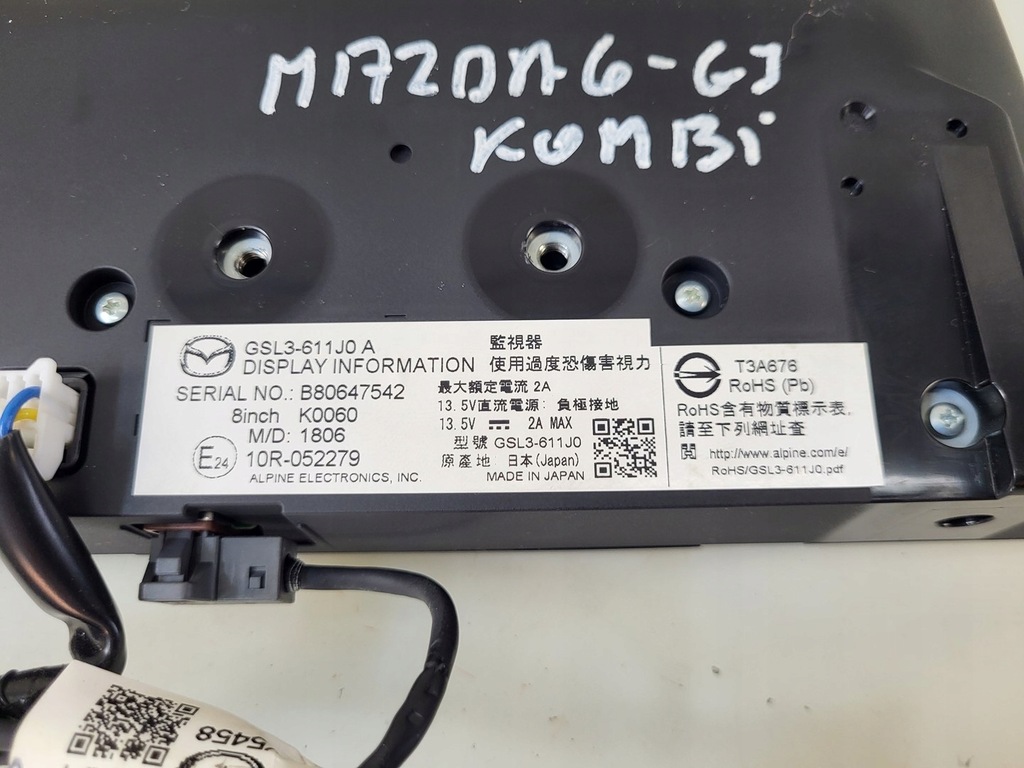 MAZDA 6-GJ
KOMBi
GSL3-611J0 A
DISPLAY INFORMATION
SERIAL NO.: B80647542
8inch K0060
M/D: 1806
E24 10R-052279
ALPINE ELECTRONICS, INC.
監視器
使用過度恐傷害視力
最大額定電流 2A
13.5V直流電源: 負極接地
13.5V 2A MAX
型號 GSL3-611J0
原產地 日本(Japan)
MADE IN JAPAN
T3A676
RoHS (Pb)
RoHS含有物質標示表,
請至下列網址查
閱 http://www.alpine.com/e/
RoHS/GSL3-611J0.pdf
5458